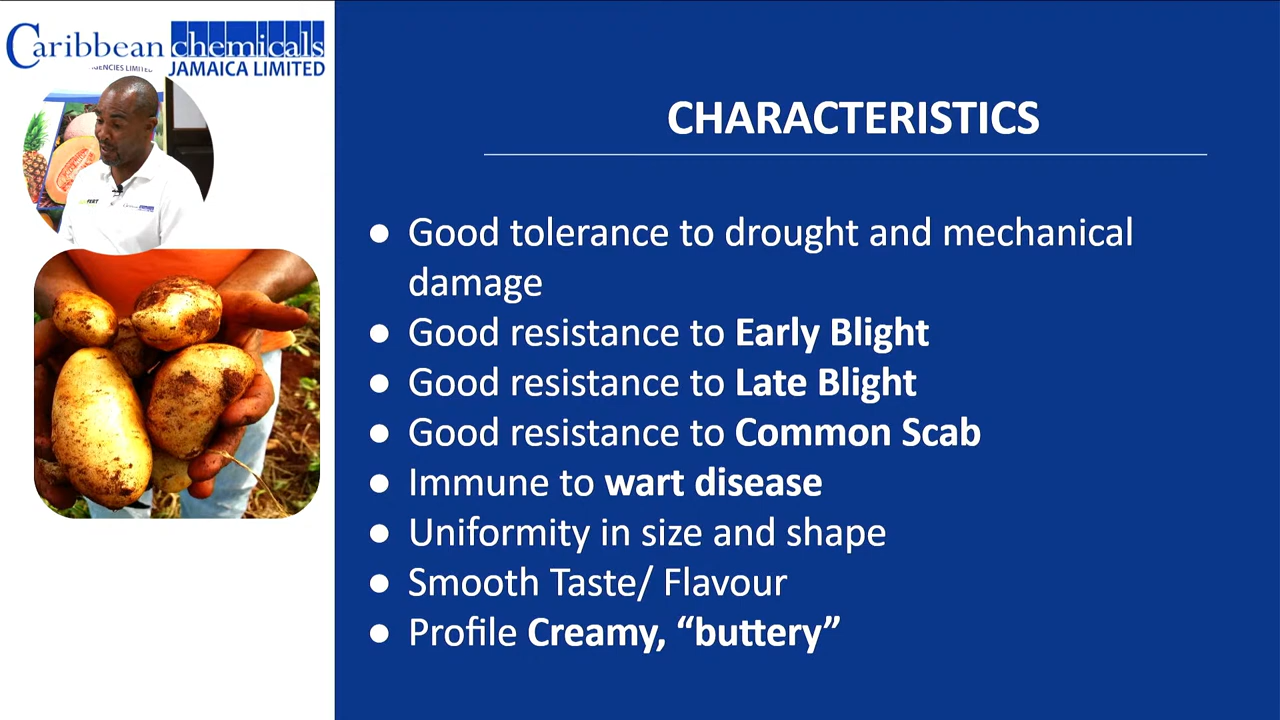 Caribbean chemicals
JAMAICA LIMITED
AGENCIES LIMITED
CHARACTERISTICS
● Good tolerance to drought and mechanical
damage
● Good resistance to Early Blight
● Good resistance to Late Blight
● Good resistance to Common Scab
● Immune to wart disease
● Uniformity in size and shape
● Smooth Taste/ Flavour
● Profile Creamy, “buttery”